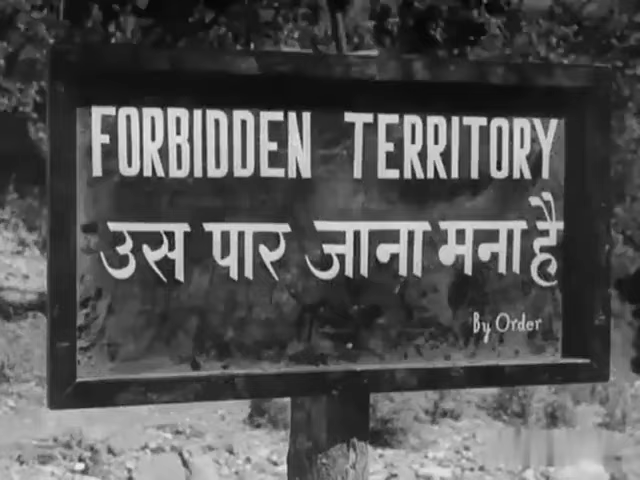 FORBIDDEN TERRITORY
उस पार जाना मना है
By Order